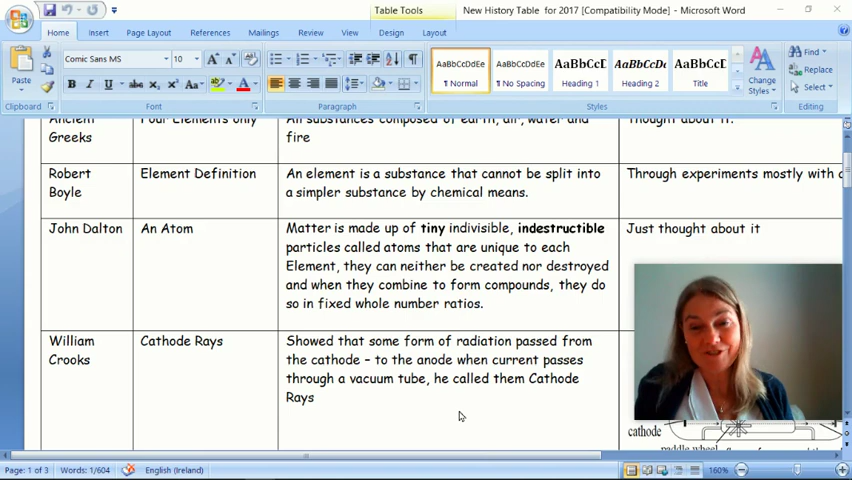 Table Tools
New History Table for 2017 [Compatibility Mode] - Microsoft Word
Home
Insert
Page Layout
References
Mailings
Review
View
Design
Layout
Paste
Clipboard
Comic Sans MS
10
Font
Paragraph
AaBbCcDdEe
¶ Normal
AaBbCcDdEe
¶ No Spacing
AaBbCcD
Heading 1
AaBbCcDc
Heading 2
AaBbCcD
Title
Change
Styles
Styles
Find
Replace
Select
Editing
Ancient
Greeks
Four Elements only
All substances composed of earth, air, water and
fire
Thought about it.
Robert
Boyle
Element Definition
An element is a substance that cannot be split into
a simpler substance by chemical means.
Through experiments mostly with
John Dalton
An Atom
Matter is made up of tiny indivisible, indestructible
particles called atoms that are unique to each
Element, they can neither be created nor destroyed
and when they combine to form compounds, they do
so in fixed whole number ratios.
Just thought about it
William
Crooks
Cathode Rays
Showed that some form of radiation passed from
the cathode – to the anode when current passes
through a vacuum tube, he called them Cathode
Rays
cathode
paddle wheel
Page: 1 of 3
Words: 1/604
English (Ireland)
160%